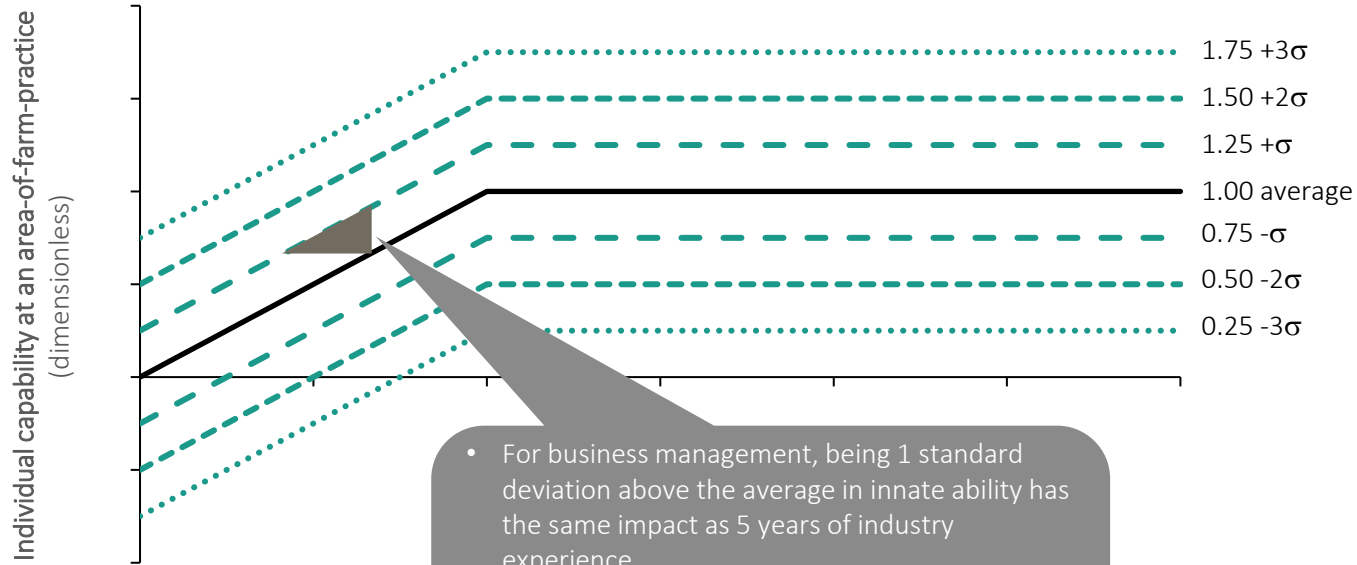 Individual capability at an area-of-farm-practice
(dimensionless)
1.75 +3σ
1.50 +2σ
1.25 +σ
1.00 average
0.75 -σ
0.50 -2σ
0.25 -3σ
• For business management, being 1 standard
deviation above the average in innate ability has
the same impact as 5 years of industry
experience